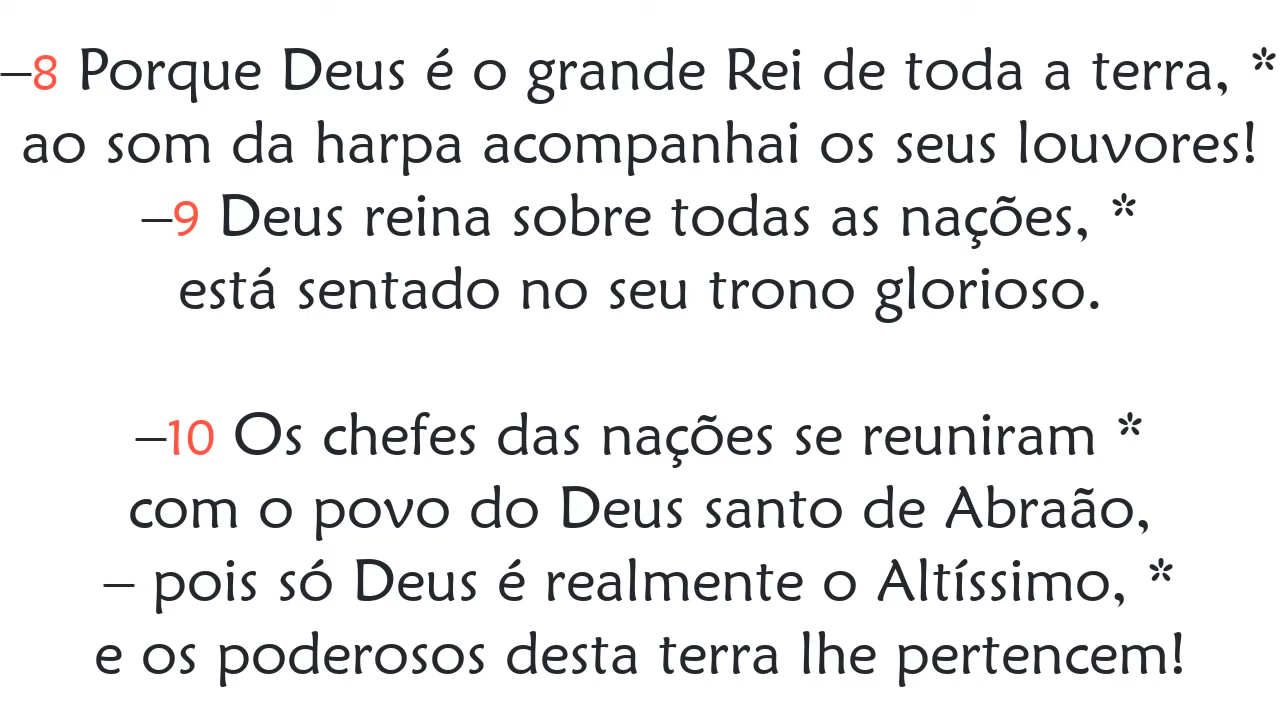 –8 Porque Deus é o grande Rei de toda a terra, *
ao som da harpa acompanhai os seus louvores!
–9 Deus reina sobre todas as nações, *
está sentado no seu trono glorioso.
–10 Os chefes das nações se reuniram *
com o povo do Deus santo de Abraão,
– pois só Deus é realmente o Altíssimo, *
e os poderosos desta terra lhe pertencem!